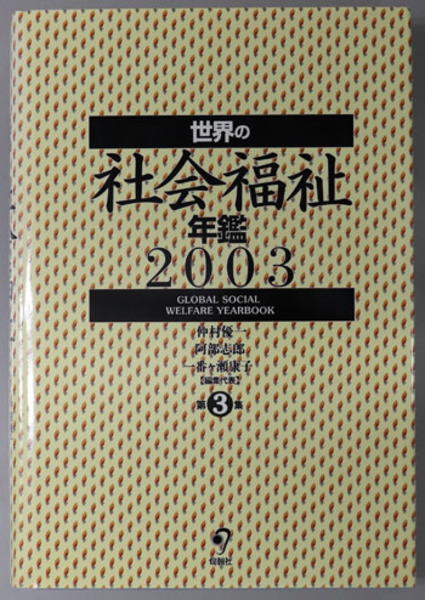 世界の
社会福祉
年鑑
2003
GLOBAL SOCIAL
WELFARE YEARBOOK
仲村優一
阿部志郎
一番ヶ瀬康子
【編集代表】
第3集
旬報社